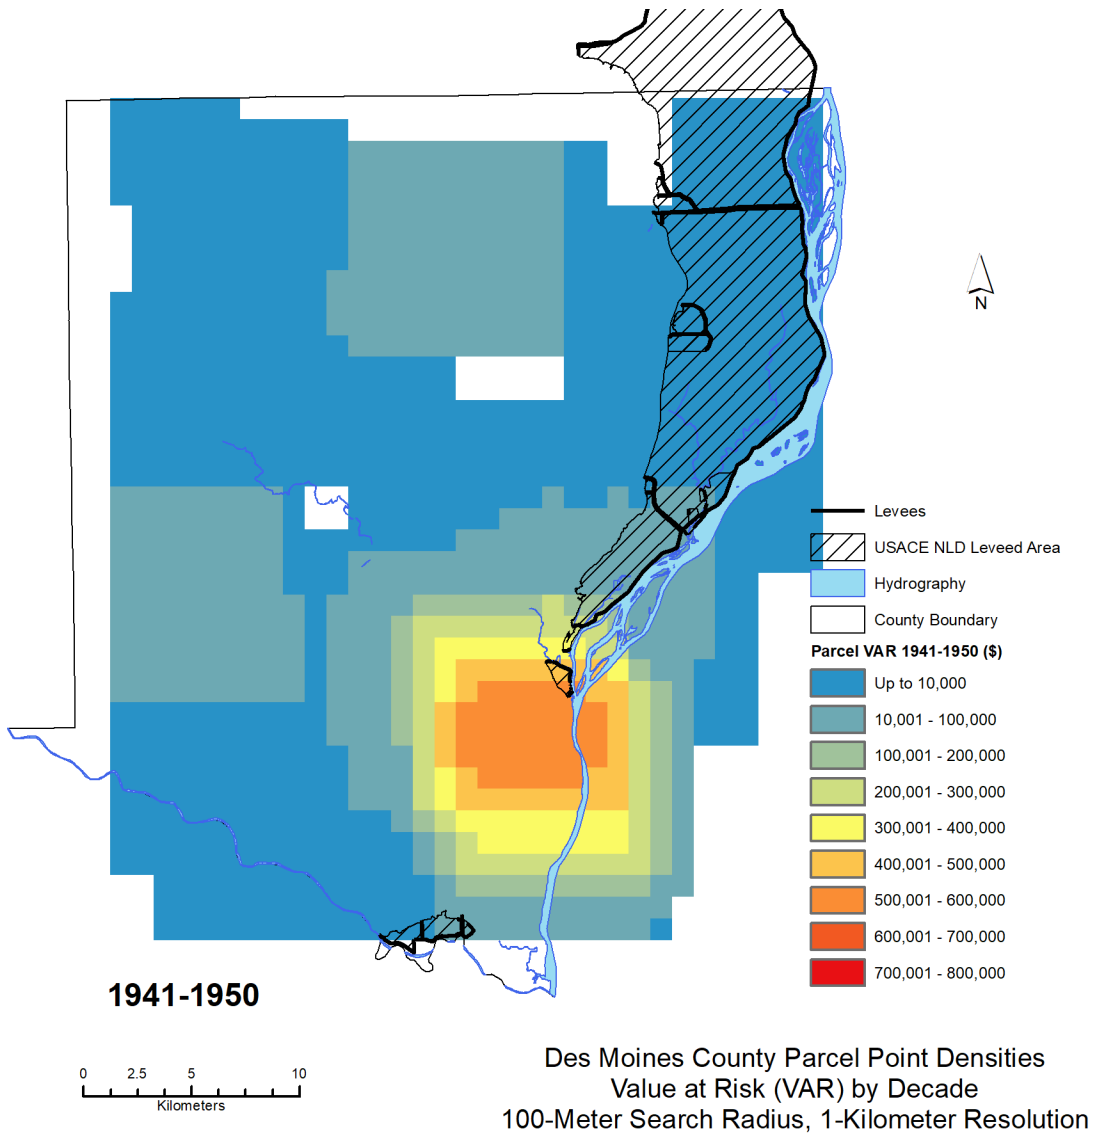 N
Levees
USACE NLD Leveed Area
Hydrography
County Boundary
Parcel VAR 1941-1950 ($)
Up to 10,000
10,001 - 100,000
100,001 - 200,000
200,001 - 300,000
300,001 - 400,000
400,001 - 500,000
500,001 - 600,000
600,001 - 700,000
700,001 - 800,000
1941-1950
0 2.5 5 10
Kilometers
Des Moines County Parcel Point Densities
Value at Risk (VAR) by Decade
100-Meter Search Radius, 1-Kilometer Resolution